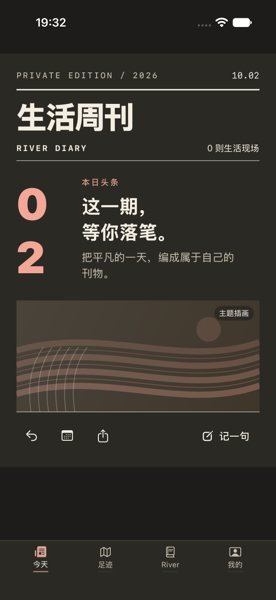 19:32
PRIVATE EDITION / 2026
10.02
生活周刊
RIVER DIARY
0 则生活现场
02
本日头条
这一期，
等你落笔。
把平凡的一天，编成属于自己的
刊物。
主题插画
记一句
今天
足迹
River
我的